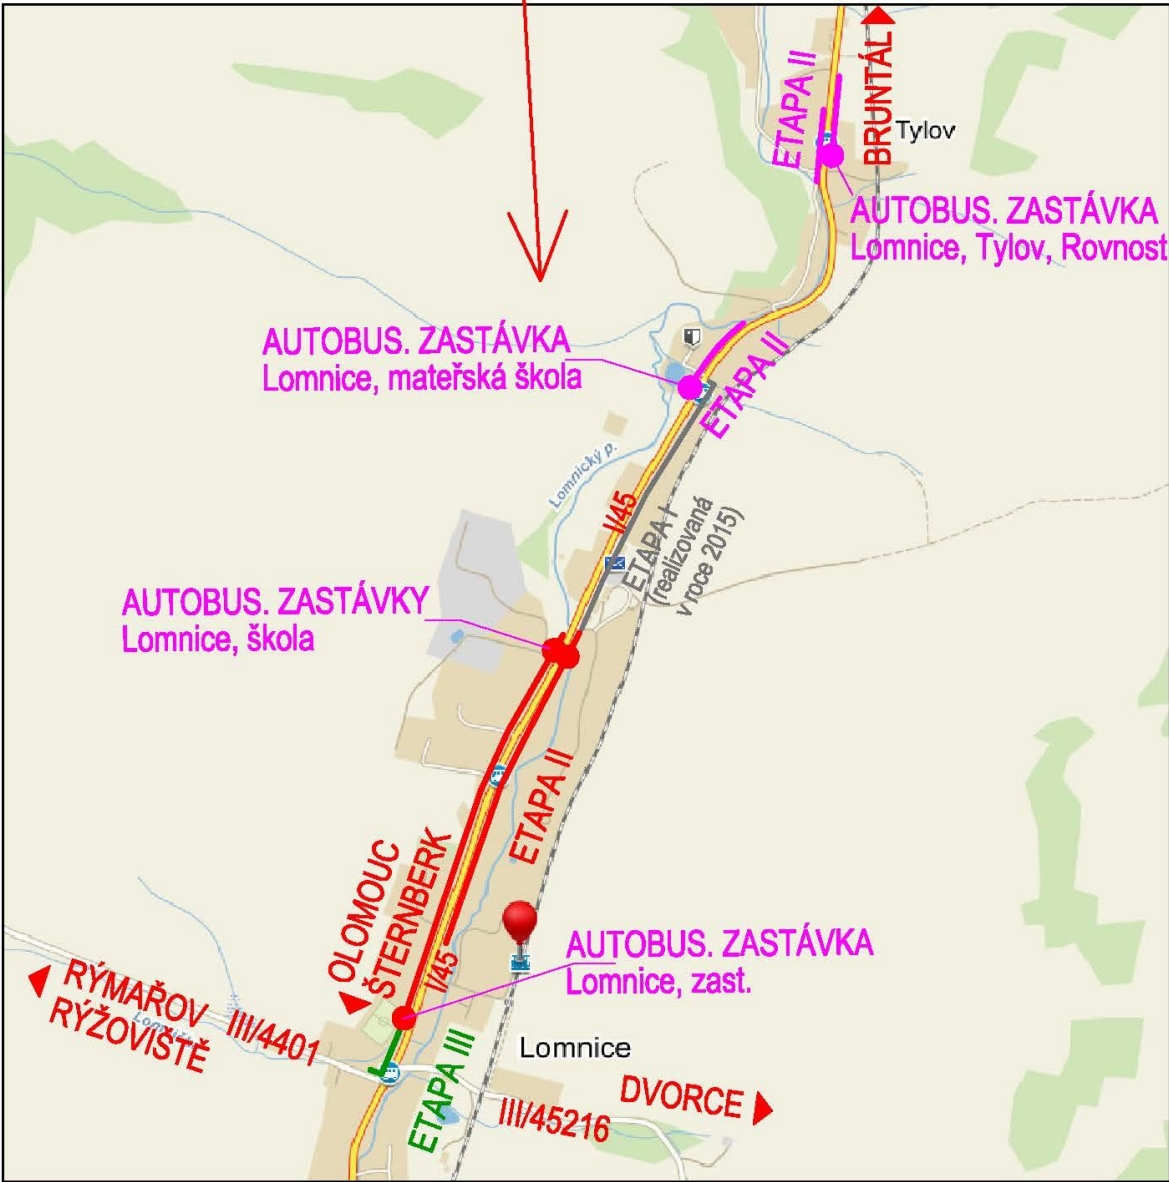 ETAPA II
BRUNTÁL
Tylov
AUTOBUS. ZASTÁVKA
Lomnice, Tylov, Rovnost
AUTOBUS. ZASTÁVKA
Lomnice, mateřská škola
ETAPA II
Lomnický p.
I/45
ETAPA I
(realizovaná
v roce 2015)
AUTOBUS. ZASTÁVKY
Lomnice, škola
ETAPA II
OLOMOUC
ŠTERNBERK
I/45
AUTOBUS. ZASTÁVKA
Lomnice, zast.
RÝMAŘOV III/4401
RÝŽOVIŠTĚ
Lomnice
ETAPA III
III/45216
DVORCE